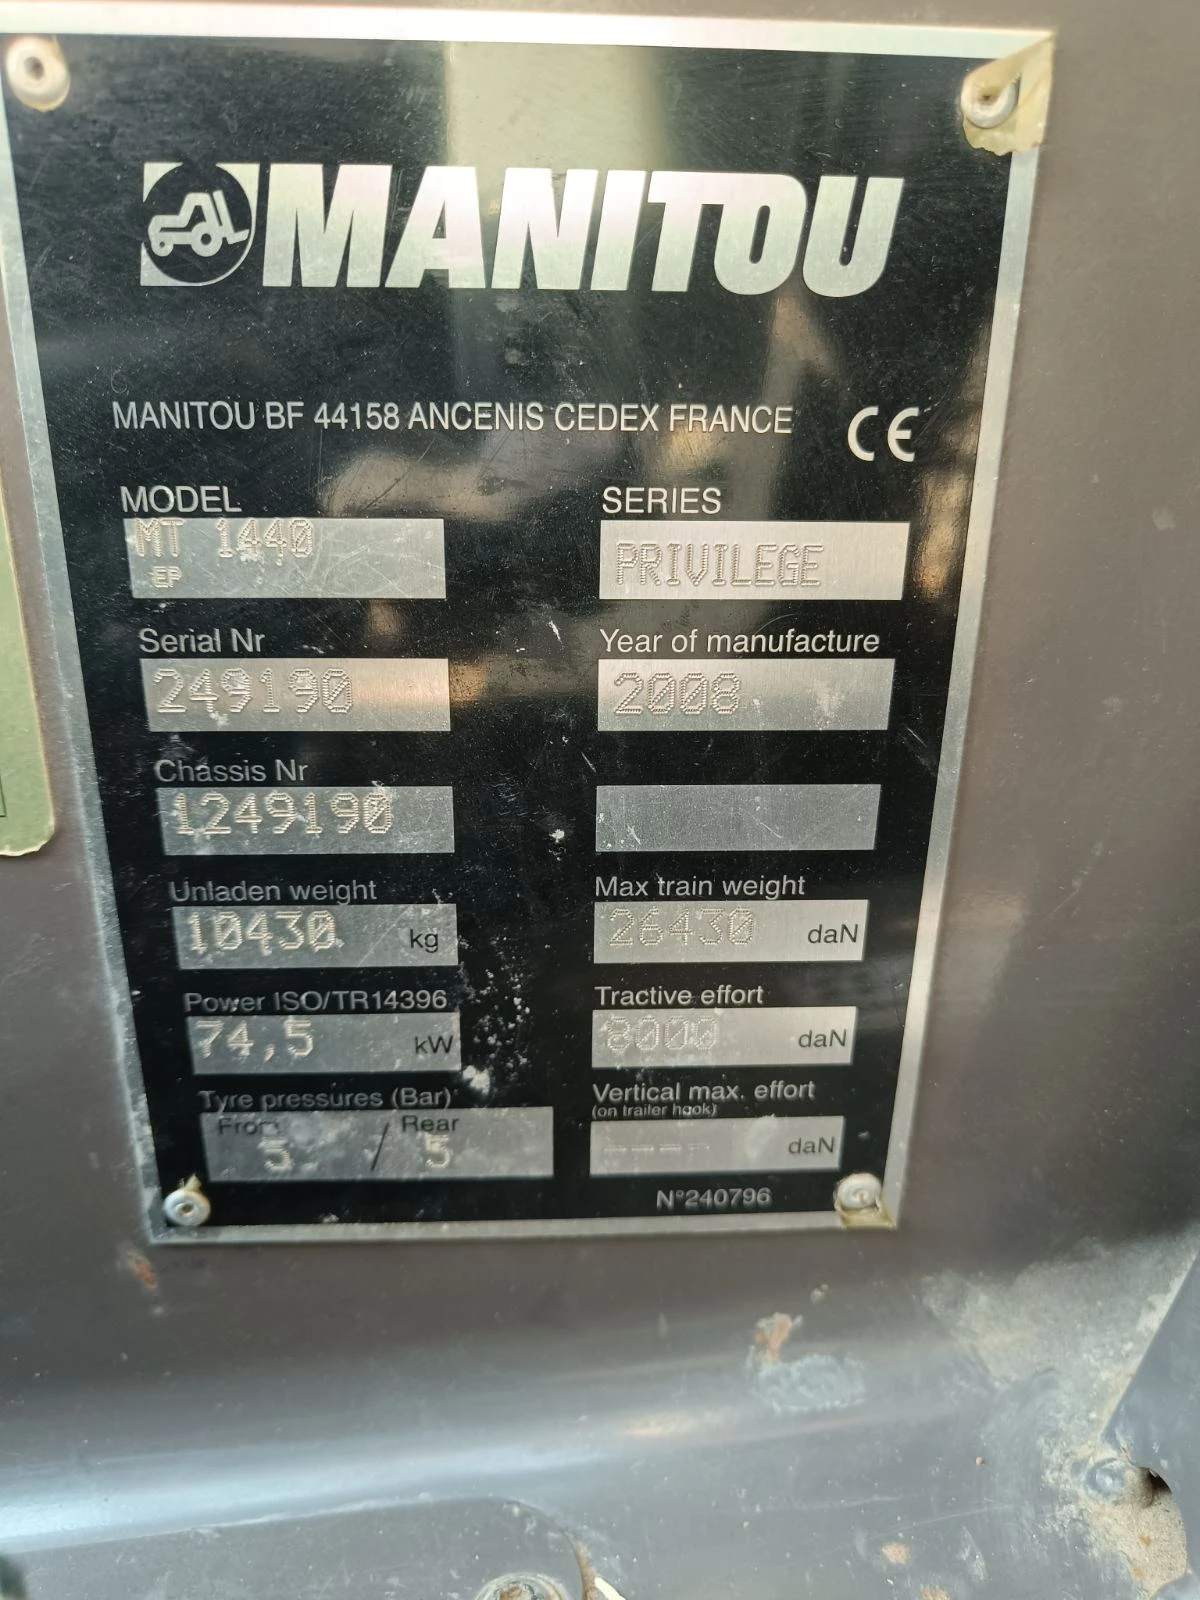 MANITOU
MANITOU BF 44158 ANCENIS CEDEX FRANCE CE
MODEL
MT 1440
EP
SERIES
PRIVILEGE
Serial Nr
249190
Year of manufacture
2008
Chassis Nr
1249190
Unladen weight
10430 kg
Max train weight
26430 daN
Power ISO/TR14396
74,5 kW
Tractive effort
8000 daN
Tyre pressures (Bar)
Front Rear
5 / 5
Vertical max. effort
(on trailer hook)
---- daN
N°240796